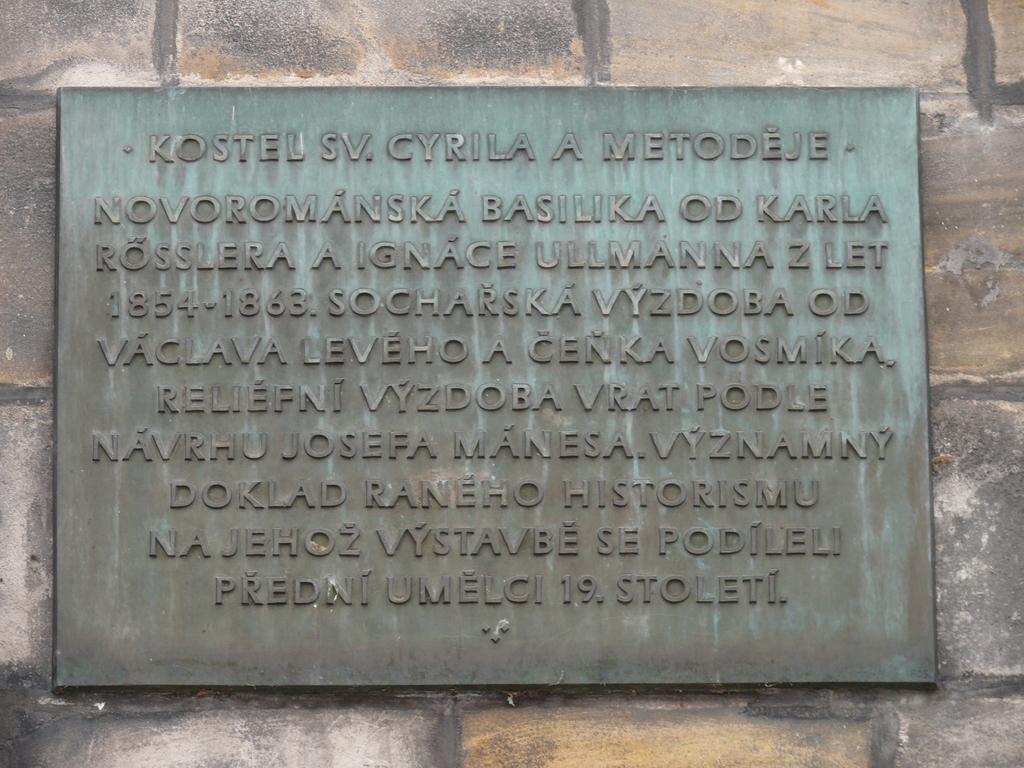 · KOSTEL SV. CYRILA A METODĚJE ·
NOVOROMÁNSKÁ BASILIKA OD KARLA
RŐSSLERA A IGNÁCE ULLMANNA Z LET
1854-1863. SOCHAŘSKÁ VÝZDOBA OD
VÁCLAVA LEVÉHO A ČEŇKA VOSMÍKA,
RELIÉFNÍ VÝZDOBA VRAT PODLE
NÁVRHU JOSEFA MÁNESA. VÝZNAMNÝ
DOKLAD RANÉHO HISTORISMU
NA JEHOŽ VÝSTAVBĚ SE PODÍLELI
PŘEDNÍ UMĚLCI 19. STOLETÍ.